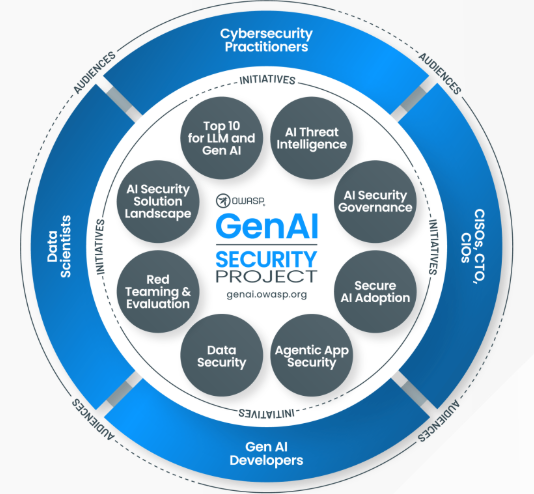 Cybersecurity
Practitioners
AUDIENCES
AUDIENCES
INITIATIVES
Top 10
for LLM and
Gen AI
AI Threat
Intelligence
AI Security
Solution
Landscape
AI Security
Governance
OWASP
GenAI
SECURITY
PROJECT
genai.owasp.org
Data
Scientists
INITIATIVES
INITIATIVES
CISOs, CTO,
CIOs
Red
Teaming &
Evaluation
Secure
AI Adoption
Data
Security
Agentic App
Security
INITIATIVES
AUDIENCES
AUDIENCES
Gen AI
Developers